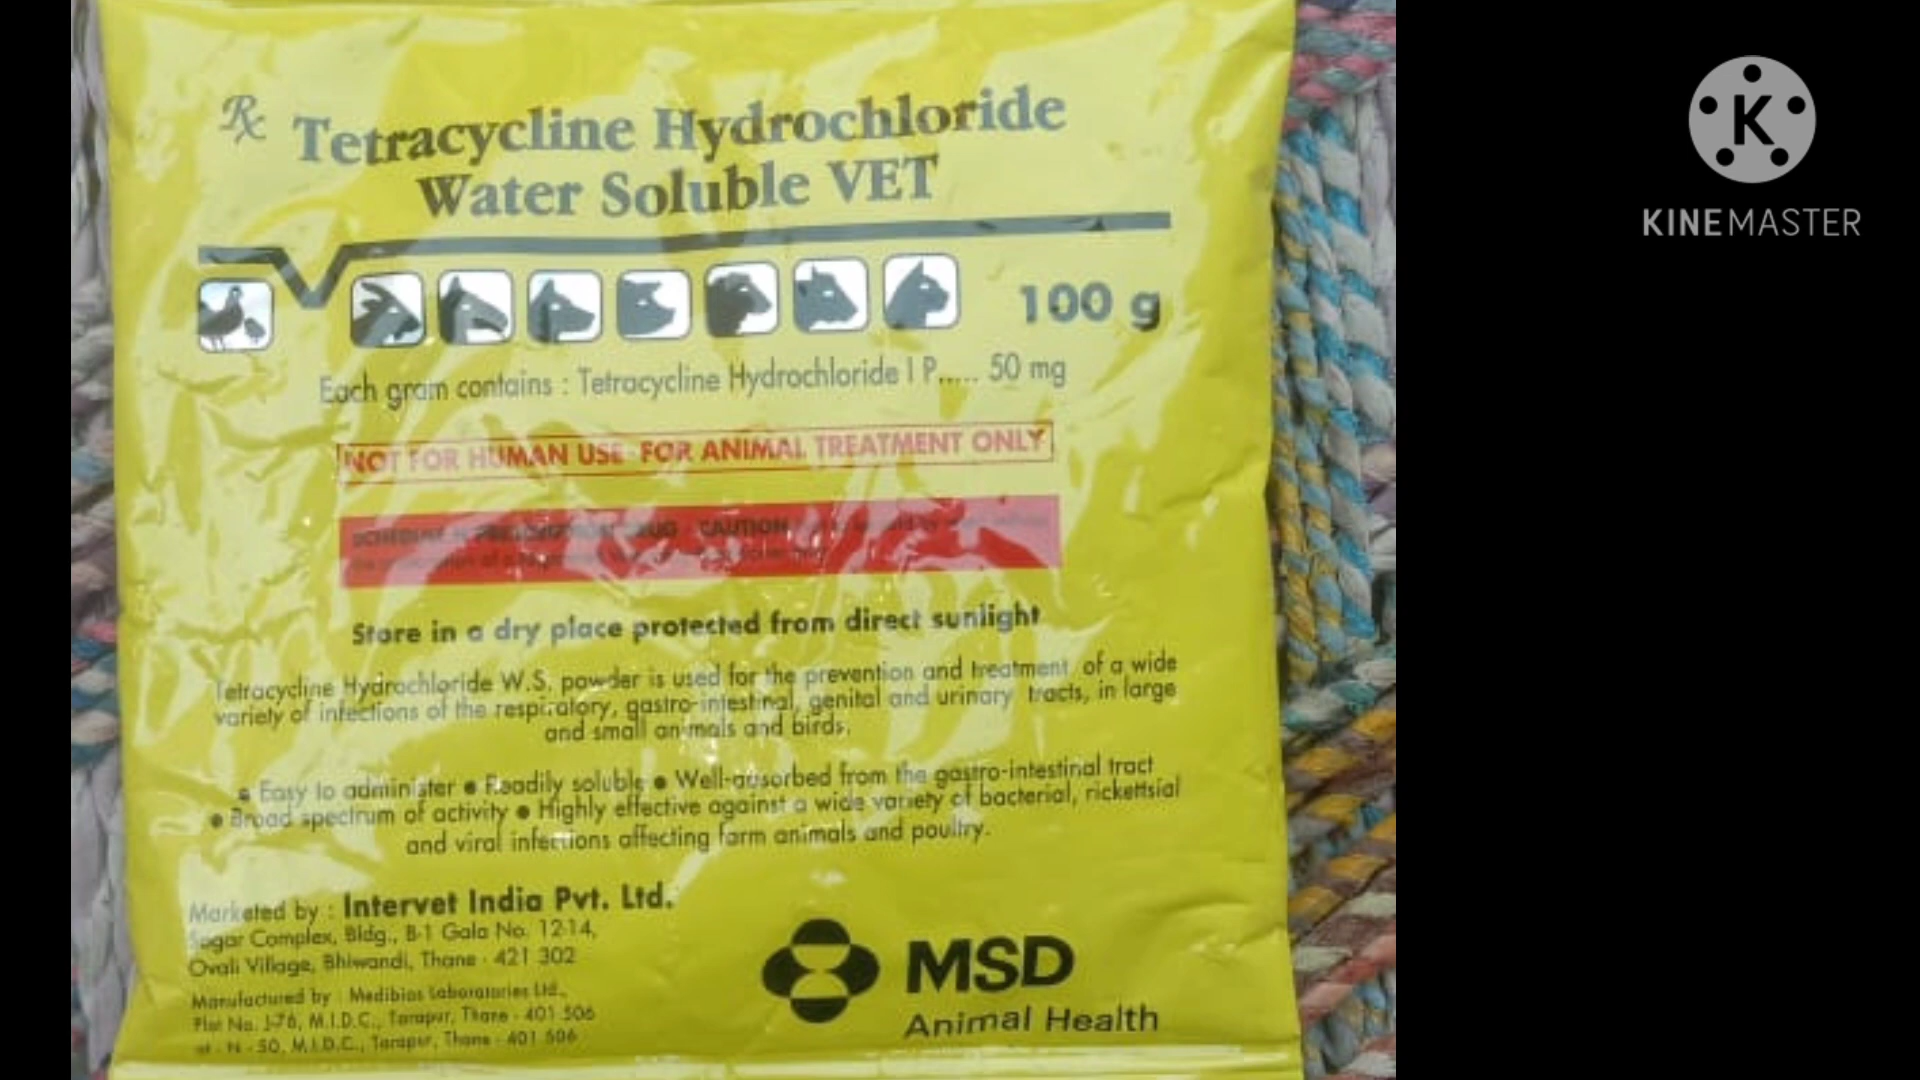 Rx Tetracycline Hydrochloride
Water Soluble VET
100 g
Each gram contains : Tetracycline Hydrochloride I P..... 50 mg
NOT FOR HUMAN USE FOR ANIMAL TREATMENT ONLY
CAUTION
Store in a dry place protected from direct sunlight
Tetracycline Hydrochloride W.S. powder is used for the prevention and treatment of a wide
variety of infections of the respiratory, gastro-intestinal, genital and urinary tracts, in large
and small animals and birds.
• Easy to administer • Readily soluble • Well-adsorbed from the gastro-intestinal tract
• Broad spectrum of activity • Highly effective against a wide variety of bacterial, rickettsial
and viral infections affecting farm animals and poultry.
Marketed by : Intervet India Pvt. Ltd.
Complex, Bldg., B-1 Gala No. 12-14,
Ovali Village, Bhiwandi, Thane - 421 302
Manufactured by : Medibios Laboratories Ltd.,
Plot No. J-76, M.I.D.C., Tarapur, Thane - 401 506
N - 50, M.I.D.C., Tarapur, Thane - 401 506
MSD
Animal Health
K
KINEMASTER